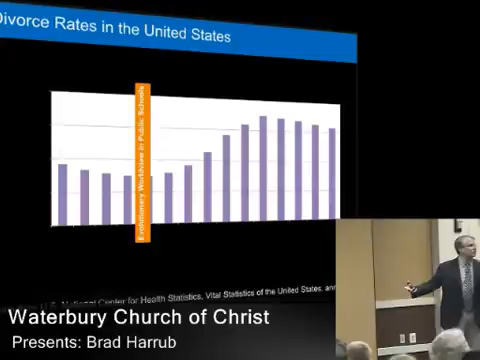 Divorce Rates in the United States
Evolutionary Worldview in Public Schools
National Center for Health Statistics, Vital Statistics of the United States,
Waterbury Church of Christ
Presents: Brad Harrub